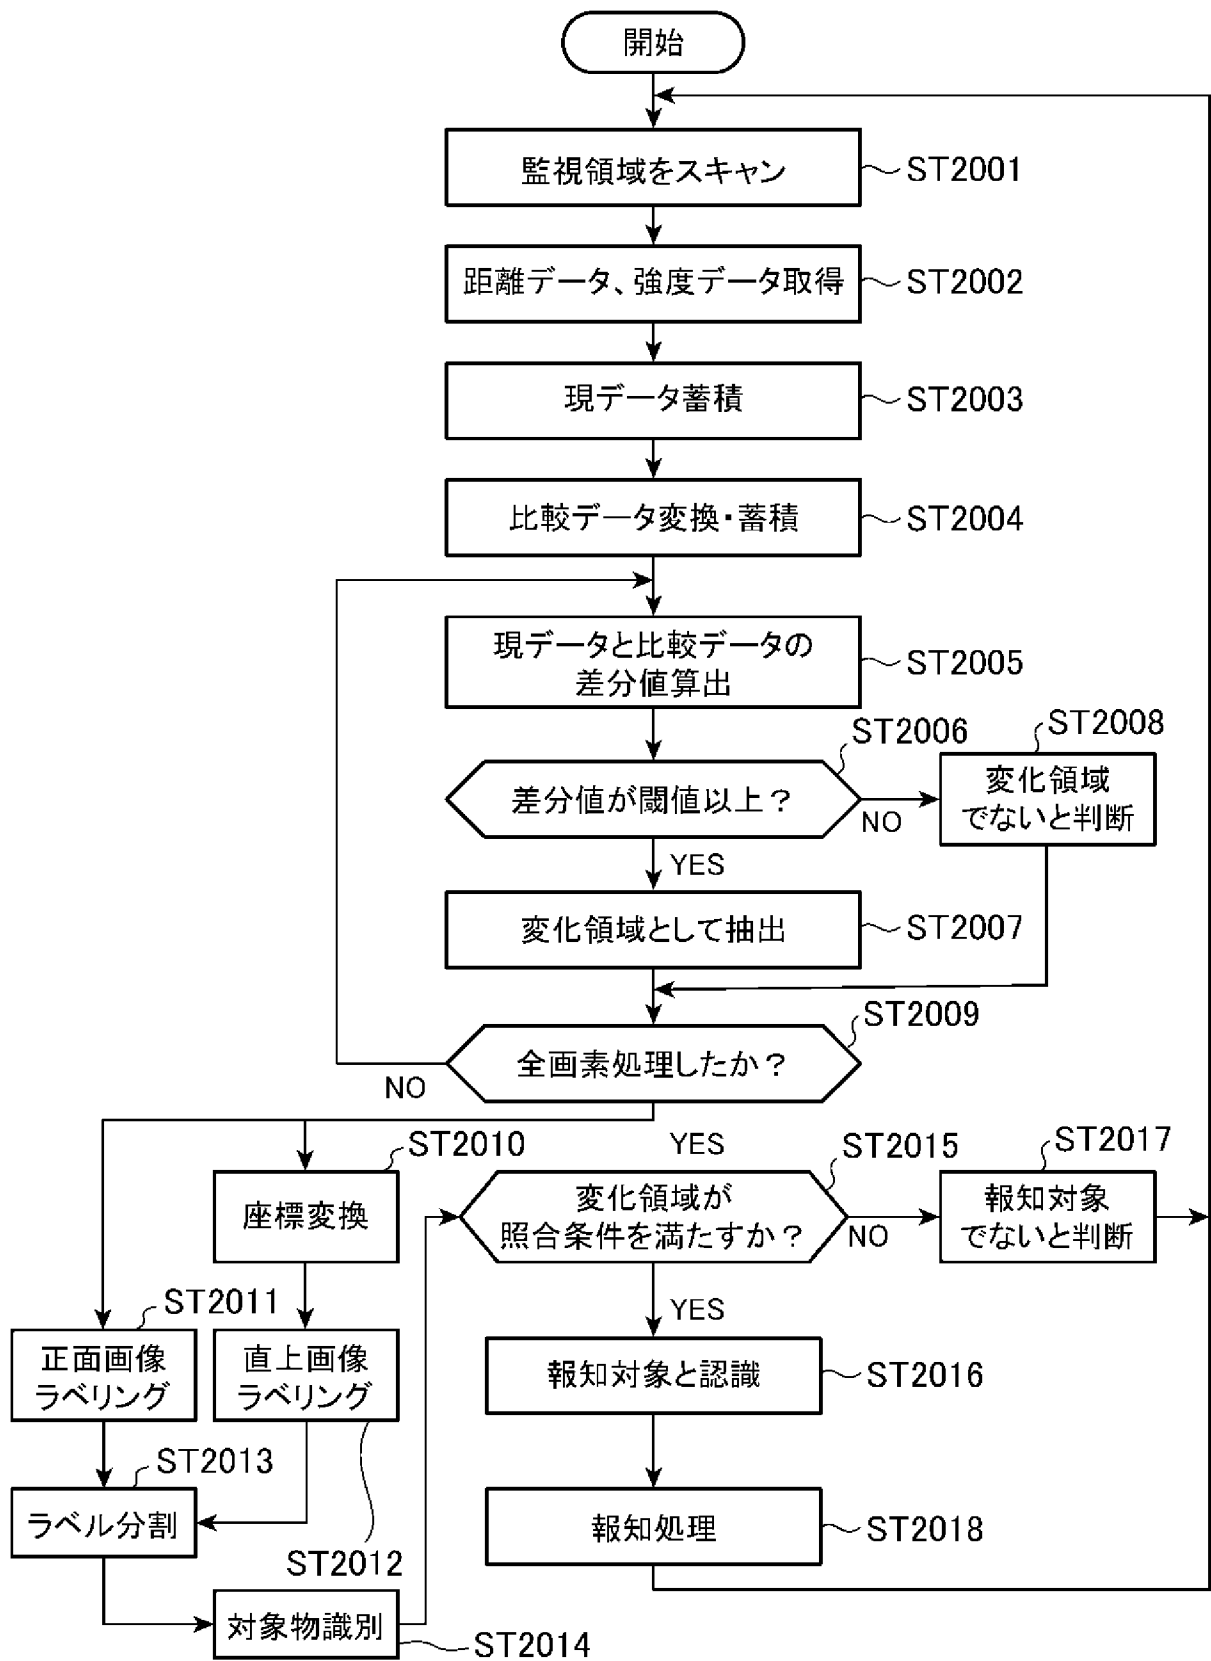 開始
監視領域をスキャン
ST2001
距離データ、強度データ取得
ST2002
現データ蓄積
ST2003
比較データ変換・蓄積
ST2004
現データと比較データの
差分値算出
ST2005
ST2006
差分値が閾値以上？
NO
YES
ST2008
変化領域
でないと判断
変化領域として抽出
ST2007
ST2009
全画素処理したか？
NO
YES
ST2010
座標変換
ST2011
正面画像
ラベリング
直上画像
ラベリング
ST2012
ST2013
ラベル分割
対象物識別
ST2014
ST2015
変化領域が
照合条件を満たすか？
NO
YES
ST2017
報知対象
でないと判断
報知対象と認識
ST2016
報知処理
ST2018